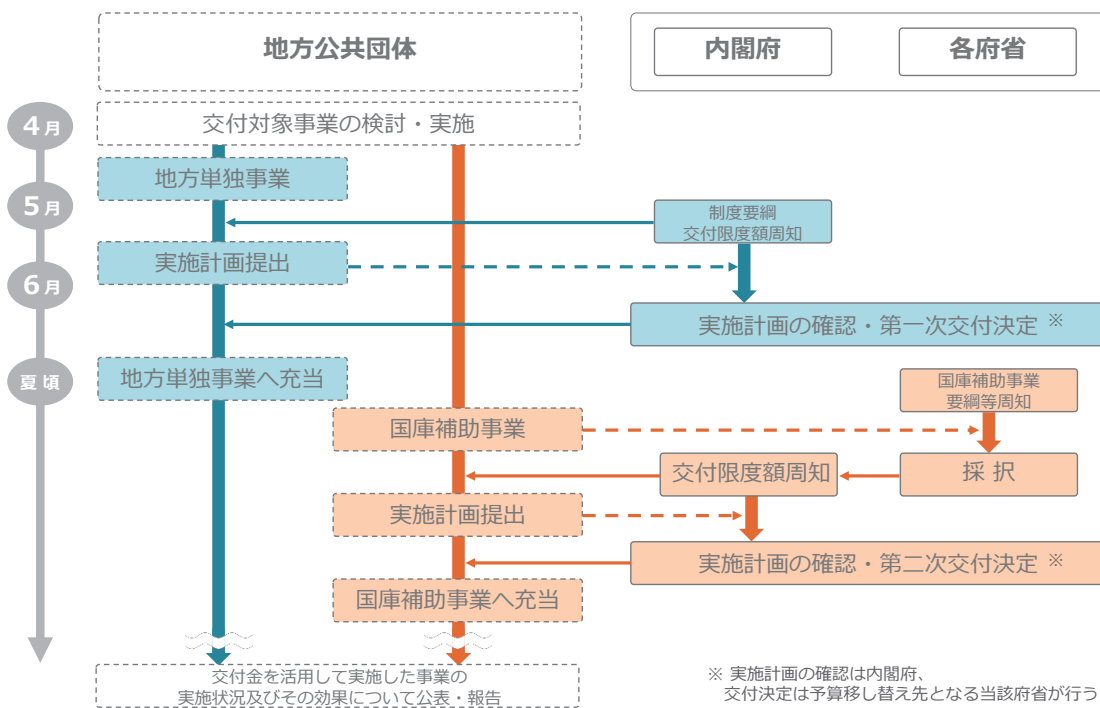 地方公共団体
内閣府
各府省
4月
交付対象事業の検討・実施
地方単独事業
5月
制度要綱
交付限度額周知
実施計画提出
6月
実施計画の確認・第一次交付決定 ※
夏頃
地方単独事業へ充当
国庫補助事業
要綱等周知
国庫補助事業
交付限度額周知
採 択
実施計画提出
実施計画の確認・第二次交付決定 ※
国庫補助事業へ充当
交付金を活用して実施した事業の
実施状況及びその効果について公表・報告
※ 実施計画の確認は内閣府、
交付決定は予算移し替え先となる当該府省が行う